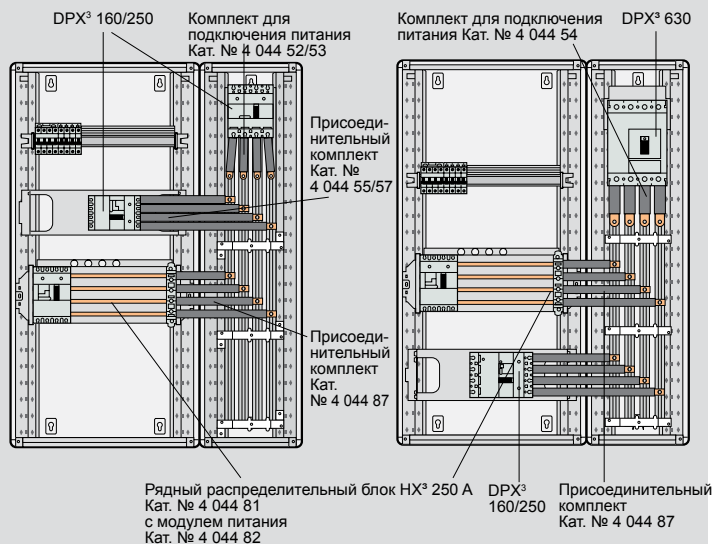 DPX³ 160/250
Комплект для
подключения питания
Кат. № 4 044 52/53
Присоеди-
нительный
комплект
Кат. №
4 044 55/57
Присоеди-
нительный
комплект
Кат.
№ 4 044 87
Комплект для подключения
питания Кат. № 4 044 54
DPX³ 630
Рядный распределительный блок HX³ 250 А
Кат. № 4 044 81
с модулем питания
Кат. № 4 044 82
DPX³
160/250
Присоединительный
комплект
Кат. № 4 044 87